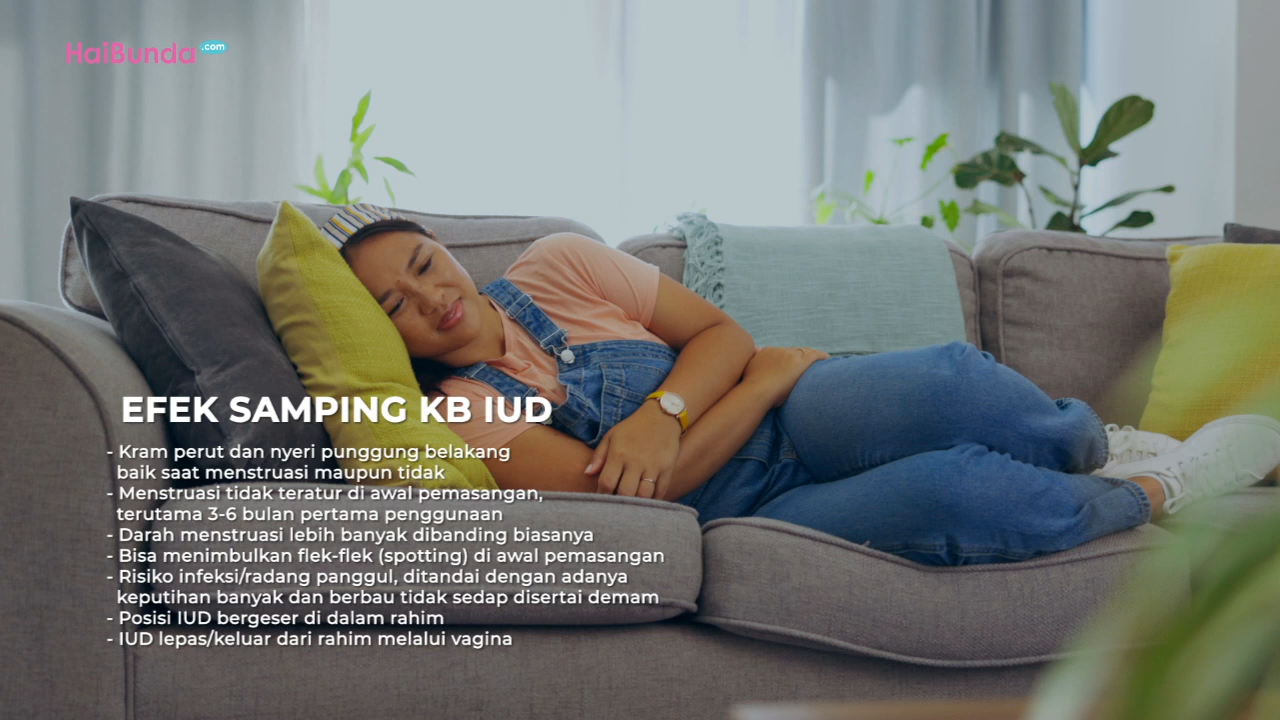 HaiBunda.com
EFEK SAMPING KB IUD
- Kram perut dan nyeri punggung belakang
baik saat menstruasi maupun tidak
- Menstruasi tidak teratur di awal pemasangan,
terutama 3-6 bulan pertama penggunaan
- Darah menstruasi lebih banyak dibanding biasanya
- Bisa menimbulkan flek-flek (spotting) di awal pemasangan
- Risiko infeksi/radang panggul, ditandai dengan adanya
keputihan banyak dan berbau tidak sedap disertai demam
- Posisi IUD bergeser di dalam rahim
- IUD lepas/keluar dari rahim melalui vagina